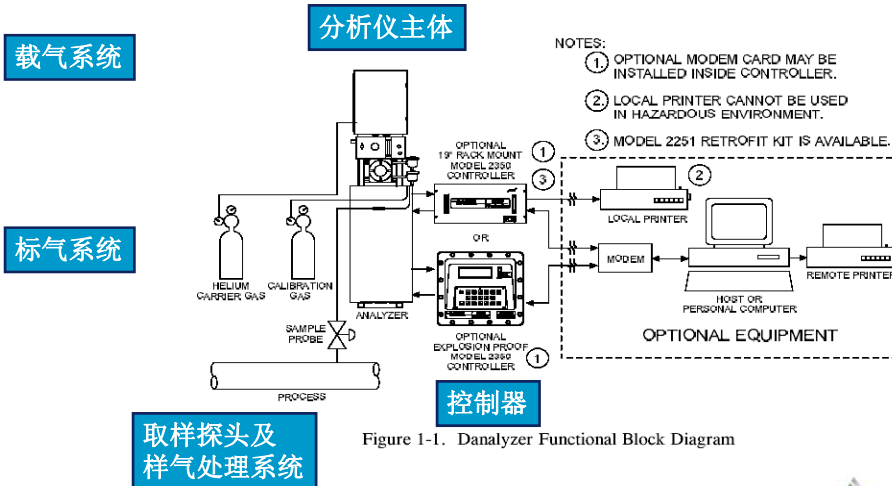 分析仪主体
载气系统
NOTES:
1. OPTIONAL MODEM CARD MAY BE
INSTALLED INSIDE CONTROLLER.
2. LOCAL PRINTER CANNOT BE USED
IN HAZARDOUS ENVIRONMENT.
3. MODEL 2251 RETROFIT KIT IS AVAILABLE.
OPTIONAL
19" RACK MOUNT
MODEL 2350
CONTROLLER
1
3
2
LOCAL PRINTER
标气系统
OR
MODEM
HELIUM
CARRIER GAS
CALIBRATION
GAS
REMOTE PRINTER
HOST OR
PERSONAL COMPUTER
ANALYZER
SAMPLE
PROBE
OPTIONAL
EXPLOSION PROOF
MODEL 2350
CONTROLLER
1
OPTIONAL EQUIPMENT
PROCESS
控制器
取样探头及
样气处理系统
Figure 1-1. Danalyzer Functional Block Diagram